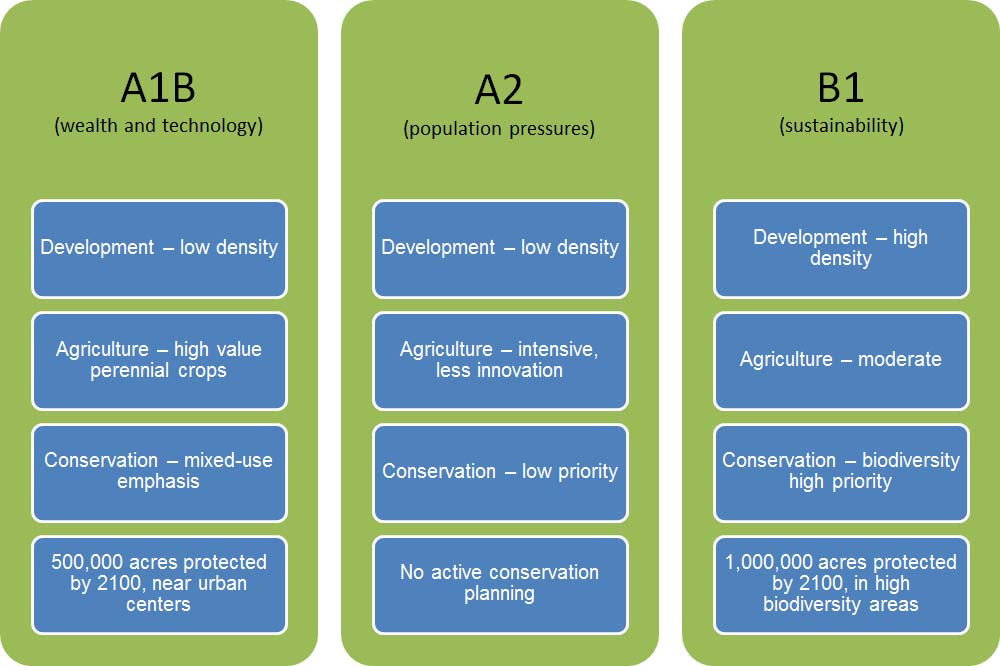 A1B
(wealth and technology)
Development – low density
Agriculture – high value
perennial crops
Conservation – mixed-use
emphasis
500,000 acres protected
by 2100, near urban
centers
A2
(population pressures)
Development – low density
Agriculture – intensive,
less innovation
Conservation – low priority
No active conservation
planning
B1
(sustainability)
Development – high
density
Agriculture – moderate
Conservation – biodiversity
high priority
1,000,000 acres protected
by 2100, in high
biodiversity areas